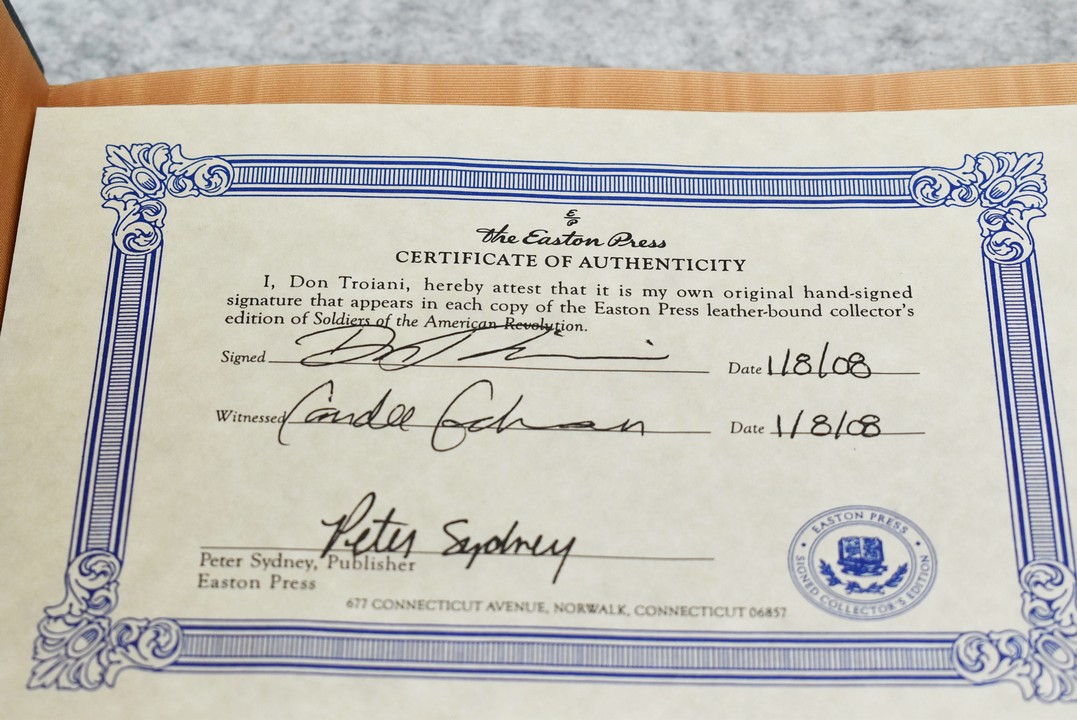 E/P
the Easton Press
CERTIFICATE OF AUTHENTICITY
I, Don Troiani, hereby attest that it is my own original hand-signed
signature that appears in each copy of the Easton Press leather-bound collector's
edition of Soldiers of the American Revolution.
Signed Date 1/8/08
Witnessed Date 1/8/08
Peter Sydney
Peter Sydney, Publisher
Easton Press
677 CONNECTICUT AVENUE, NORWALK, CONNECTICUT 06857
EASTON PRESS
SIGNED COLLECTOR'S EDITION